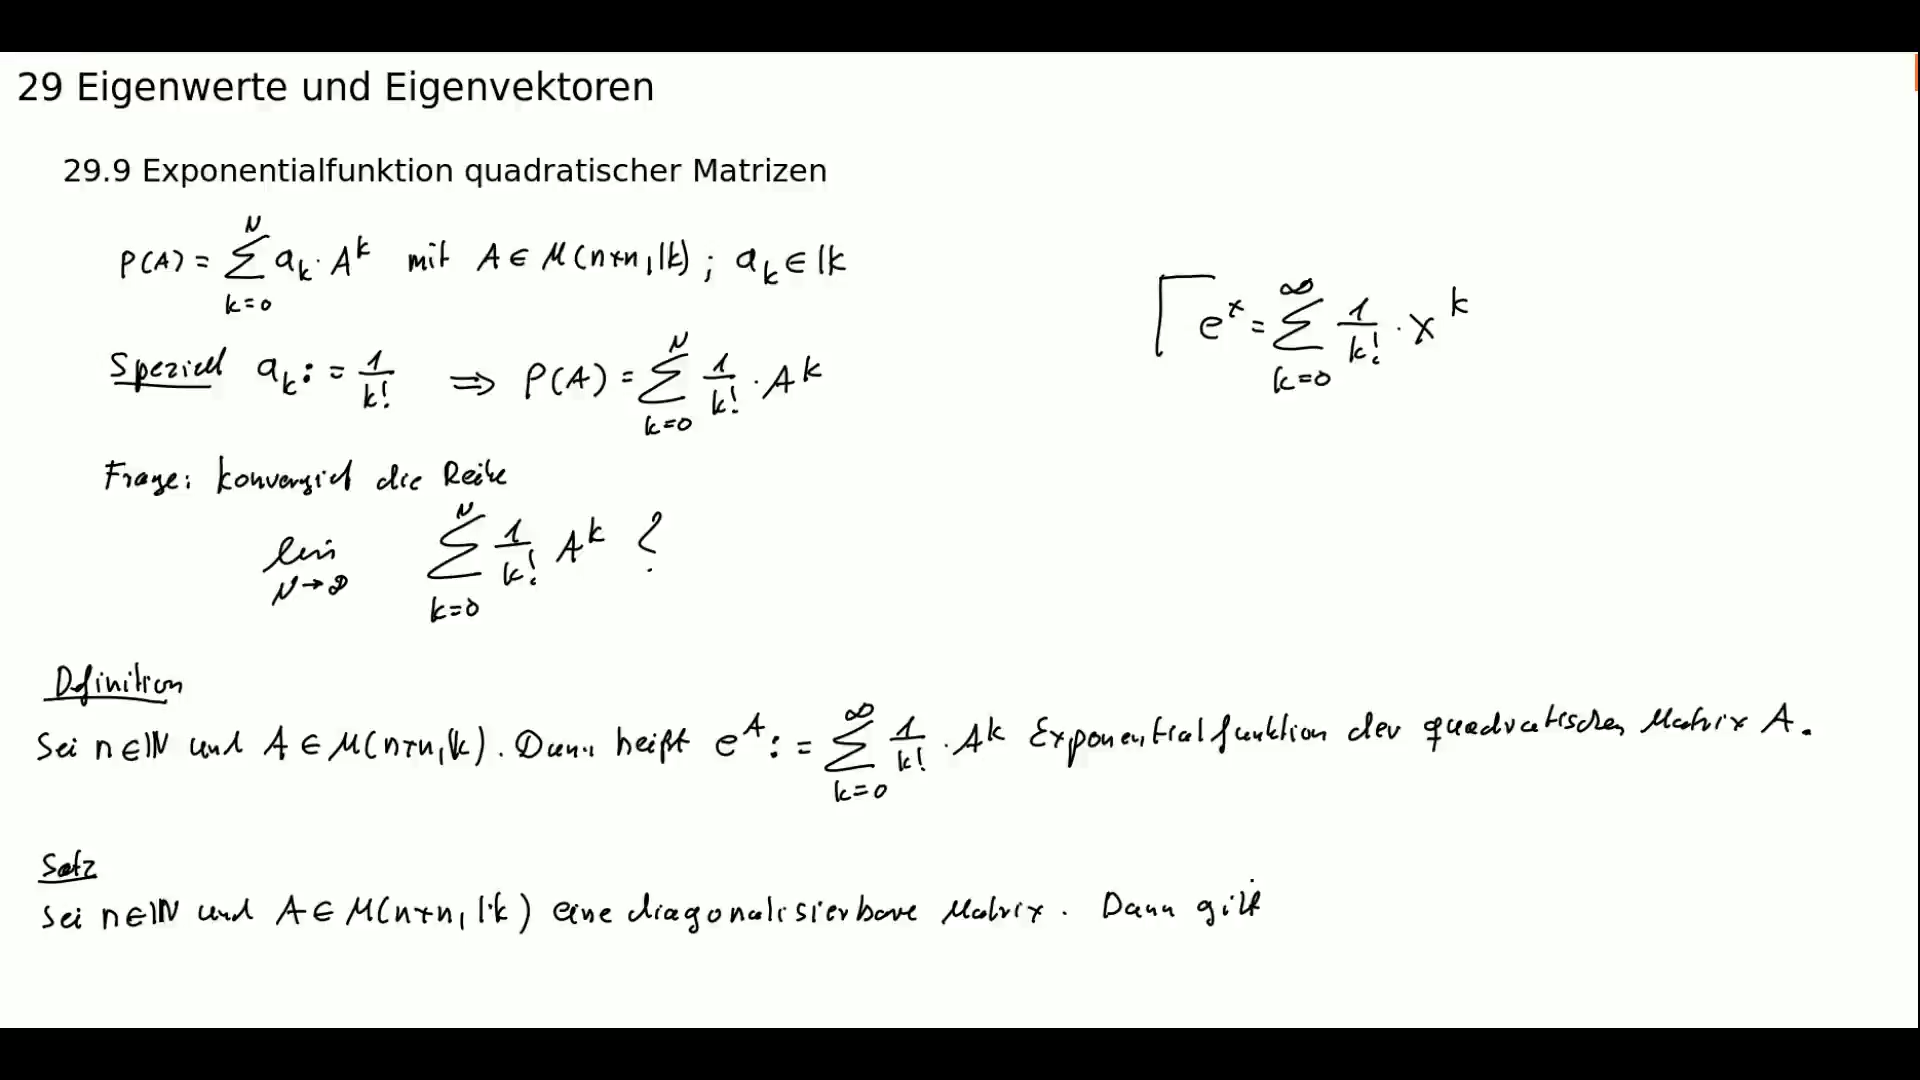 29 Eigenwerte und Eigenvektoren
29.9 Exponentialfunktion quadratischer Matrizen
P(A) = ∑_{k=0}^{N} a_k · A^k mit A ∈ M(n×n, 𝕂) ; a_k ∈ 𝕂
e^x = ∑_{k=0}^{∞} 1/k! · x^k
Speziell a_k := 1/k! ⇒ P(A) = ∑_{k=0}^{N} 1/k! · A^k
Frage: konvergiert die Reihe
lim_{N→∞} ∑_{k=0}^{N} 1/k! A^k ?
Definition
Sei n ∈ ℕ und A ∈ M(n×n, 𝕂). Dann heißt e^A := ∑_{k=0}^{∞} 1/k! · A^k Exponentialfunktion der quadratischen Matrix A.
Satz
Sei n ∈ ℕ und A ∈ M(n×n, 𝕂) eine diagonalisierbare Matrix. Dann gilt